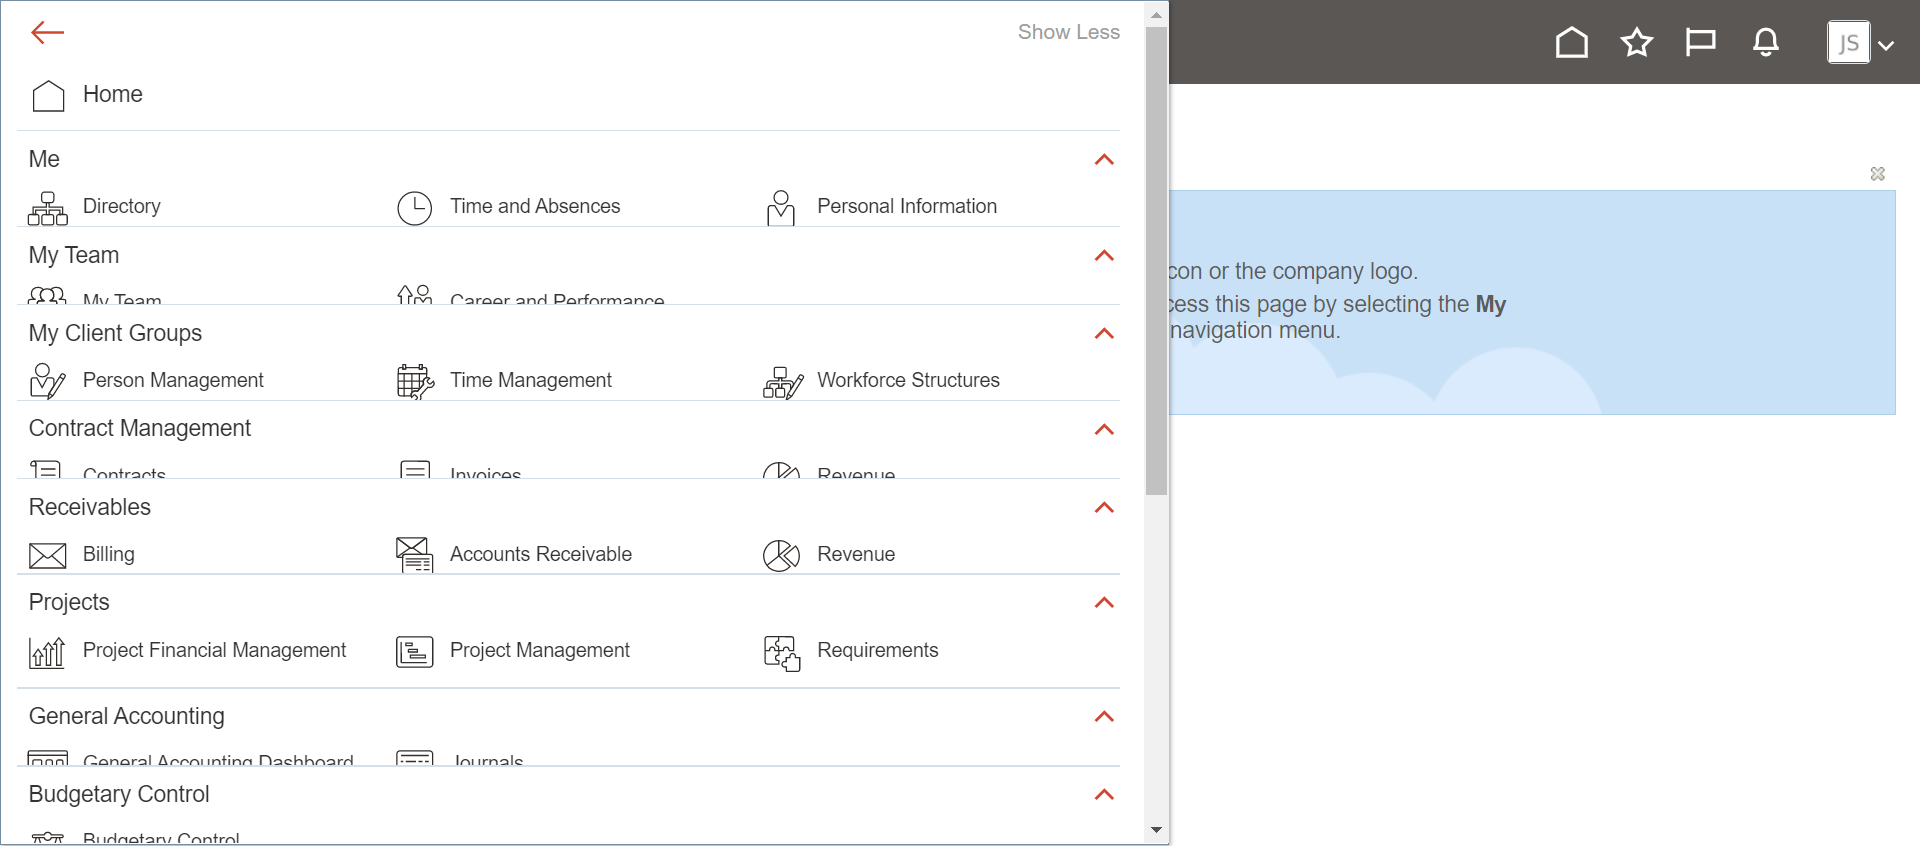 Show Less
JS
Home
Me
Directory
Time and Absences
Personal Information
My Team
My Team
Career and Performance
con or the company logo.
cess this page by selecting the My
navigation menu.
My Client Groups
Person Management
Time Management
Workforce Structures
Contract Management
Contracts
Invoices
Revenue
Receivables
Billing
Accounts Receivable
Revenue
Projects
Project Financial Management
Project Management
Requirements
General Accounting
General Accounting Dashboard
Journals
Budgetary Control
Budgetary Control